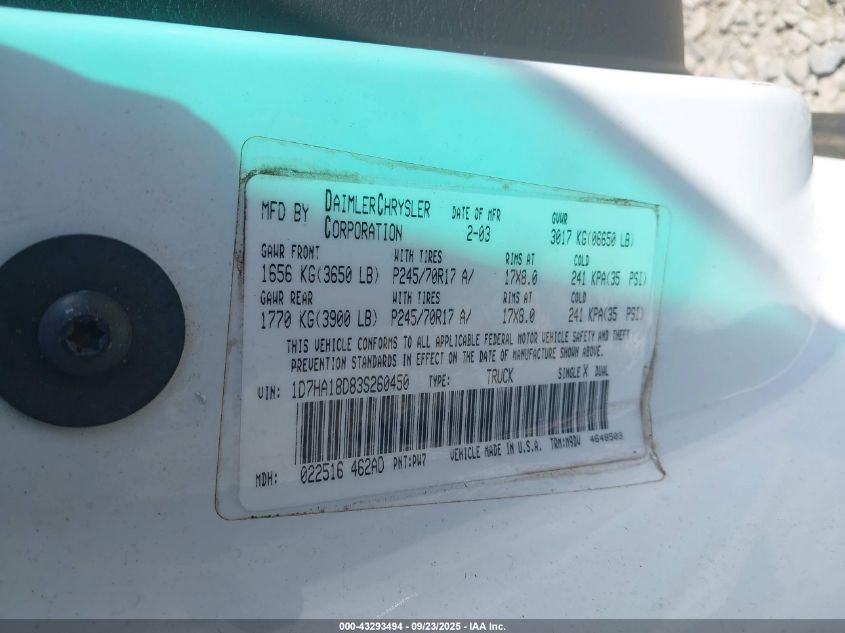 MFD BY DAIMLERCHRYSLER CORPORATION DATE OF MFR 2-03 GVWR 3017 KG(06650 LB)
GAWR FRONT WITH TIRES RIMS AT COLD
1656 KG(3650 LB) P245/70R17 A/ 17X8.0 241 KPA(35 PSI)
GAWR REAR WITH TIRES RIMS AT COLD
1770 KG(3900 LB) P245/70R17 A/ 17X8.0 241 KPA(35 PSI)
THIS VEHICLE CONFORMS TO ALL APPLICABLE FEDERAL MOTOR VEHICLE SAFETY AND THEFT
PREVENTION STANDARDS IN EFFECT ON THE DATE OF MANUFACTURE SHOWN ABOVE.
VIN: 1D7HA18D83S260450 TYPE: TRUCK SINGLE X DUAL
MDH: 022516 462AD PNT:PW7 VEHICLE MADE IN U.S.A. TRM:M9DV 4648503
000-43293494 - 09/23/2025 - IAA Inc.